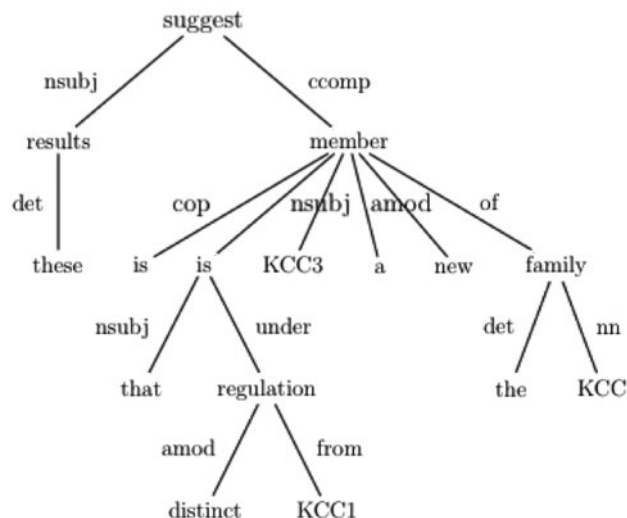 suggest
nsubj ccomp
results member
det cop nsubj amod of
these is is KCC3 a new family
nsubj under det nn
that regulation the KCC
amod from
distinct KCC1